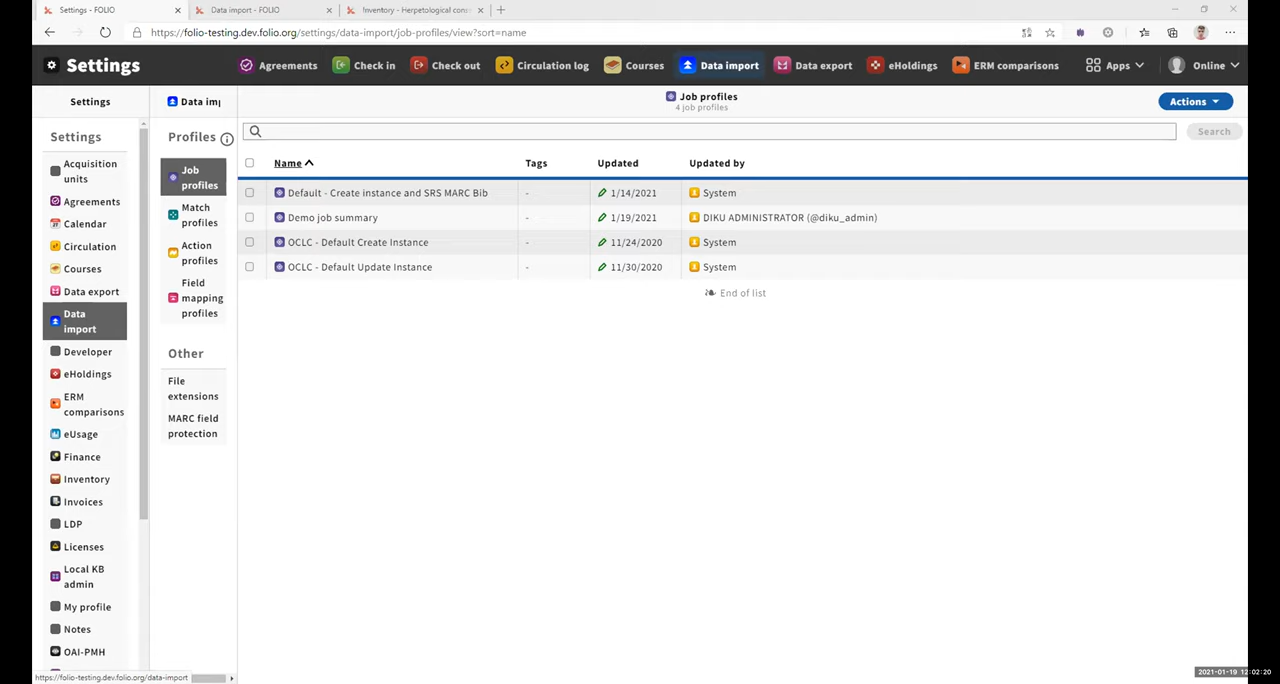 Settings - FOLIO
Data import - FOLIO
Inventory - Herpetological cons
https://folio-testing.dev.folio.org/settings/data-import/job-profiles/view?sort=name
Settings
Agreements
Check in
Check out
Circulation log
Courses
Data import
Data export
eHoldings
ERM comparisons
Apps
Online
Settings
Data imp
Job profiles
4 job profiles
Actions
Settings
Acquisition
units
Agreements
Calendar
Circulation
Courses
Data export
Data
import
Developer
eHoldings
ERM
comparisons
eUsage
Finance
Inventory
Invoices
LDP
Licenses
Local KB
admin
My profile
Notes
OAI-PMH
Profiles
Job
profiles
Match
profiles
Action
profiles
Field
mapping
profiles
Other
File
extensions
MARC field
protection
Search
Name Tags Updated Updated by
Default - Create instance and SRS MARC Bib - 1/14/2021 System
Demo job summary - 1/19/2021 DIKU ADMINISTRATOR (@diku_admin)
OCLC - Default Create Instance - 11/24/2020 System
OCLC - Default Update Instance - 11/30/2020 System
End of list
https://folio-testing.dev.folio.org/data-import
2021-01-19 12:02:20